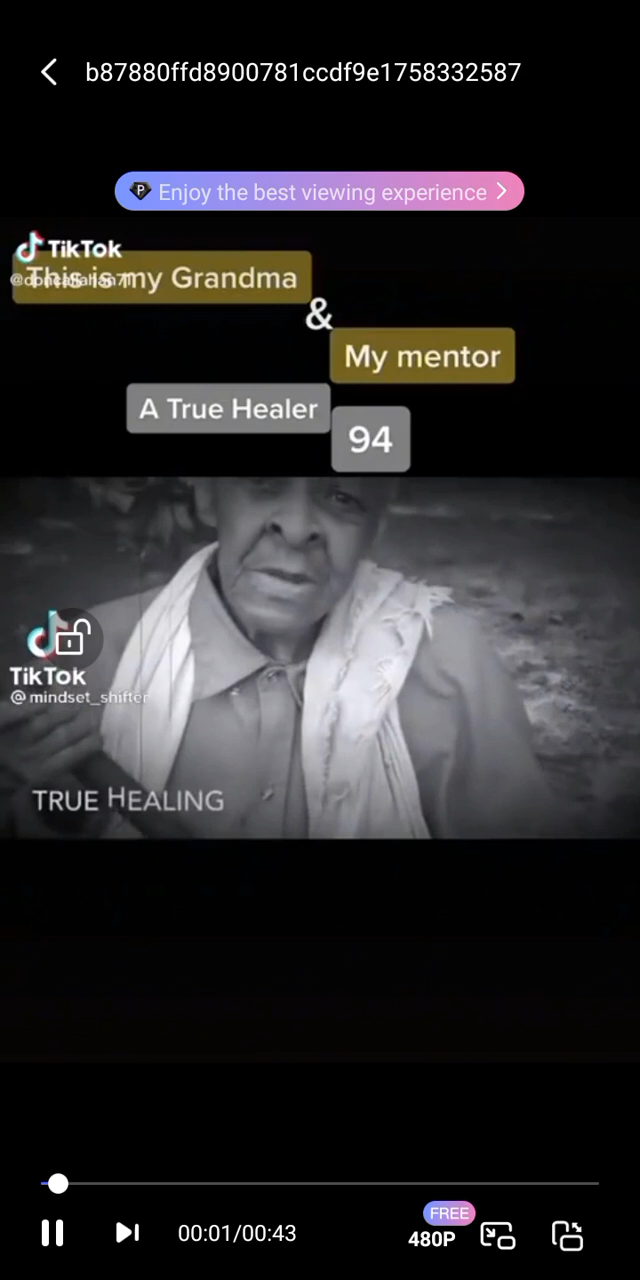 b87880ffd8900781ccdf9e1758332587
P Enjoy the best viewing experience
TikTok
This is my Grandma
&
My mentor
A True Healer
94
TikTok
@mindset_shifter
TRUE HEALING
00:01/00:43
FREE
480P